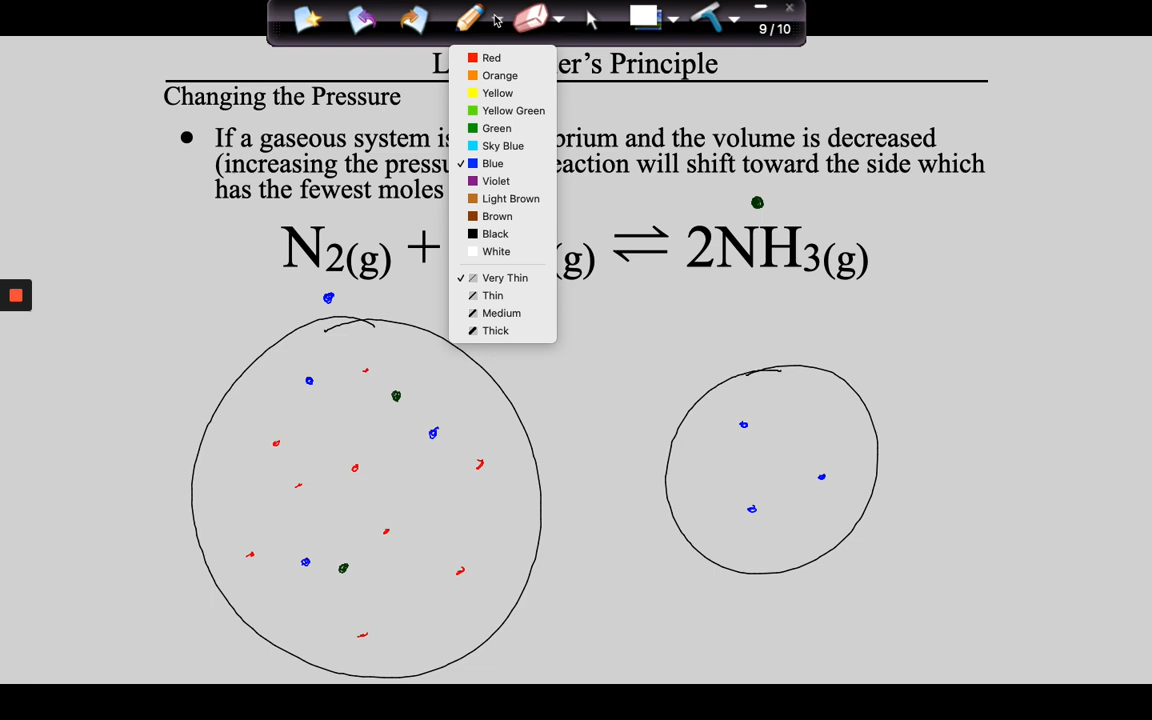 9 / 10
L er's Principle
Changing the Pressure
● If a gaseous system is brium and the volume is decreased
(increasing the pressu eaction will shift toward the side which
has the fewest moles
N2(g) + (g) ⇌ 2NH3(g)
Red
Orange
Yellow
Yellow Green
Green
Sky Blue
✓ Blue
Violet
Light Brown
Brown
Black
White
✓ Very Thin
Thin
Medium
Thick